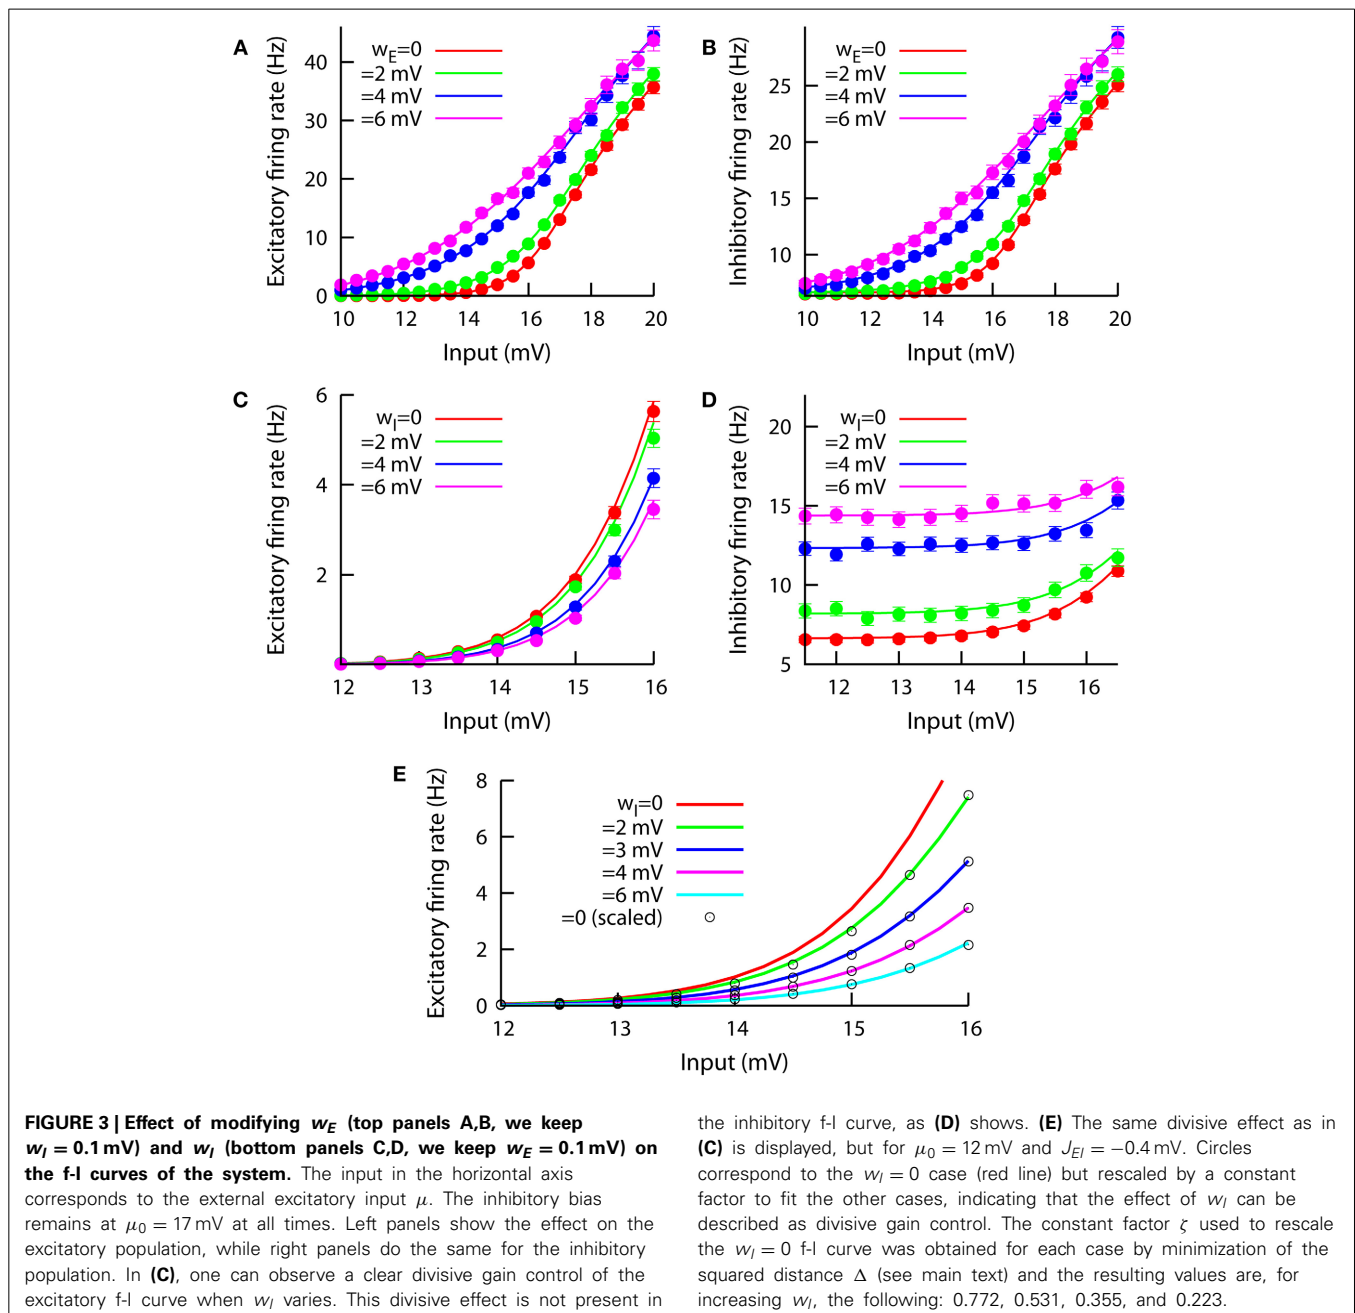 A
Excitatory firing rate (Hz)
40
30
20
10
0
w_E=0
=2 mV
=4 mV
=6 mV
10 12 14 16 18 20
Input (mV)
B
Inhibitory firing rate (Hz)
25
20
15
10
w_E=0
=2 mV
=4 mV
=6 mV
10 12 14 16 18 20
Input (mV)
C
Excitatory firing rate (Hz)
6
4
2
w_I=0
=2 mV
=4 mV
=6 mV
12 13 14 15 16
Input (mV)
D
Inhibitory firing rate (Hz)
20
15
10
5
w_I=0
=2 mV
=4 mV
=6 mV
12 13 14 15 16
Input (mV)
E
Excitatory firing rate (Hz)
8
6
4
2
0
w_I=0
=2 mV
=3 mV
=4 mV
=6 mV
=0 (scaled)
12 13 14 15 16
Input (mV)
FIGURE 3 | Effect of modifying w_E (top panels A,B, we keep
w_I = 0.1 mV) and w_I (bottom panels C,D, we keep w_E = 0.1 mV) on
the f-I curves of the system. The input in the horizontal axis
corresponds to the external excitatory input μ. The inhibitory bias
remains at μ₀ = 17 mV at all times. Left panels show the effect on the
excitatory population, while right panels do the same for the inhibitory
population. In (C), one can observe a clear divisive gain control of the
excitatory f-I curve when w_I varies. This divisive effect is not present in
the inhibitory f-I curve, as (D) shows. (E) The same divisive effect as in
(C) is displayed, but for μ₀ = 12 mV and J_EI = −0.4 mV. Circles
correspond to the w_I = 0 case (red line) but rescaled by a constant
factor to fit the other cases, indicating that the effect of w_I can be
described as divisive gain control. The constant factor ζ used to rescale
the w_I = 0 f-I curve was obtained for each case by minimization of the
squared distance Δ (see main text) and the resulting values are, for
increasing w_I, the following: 0.772, 0.531, 0.355, and 0.223.